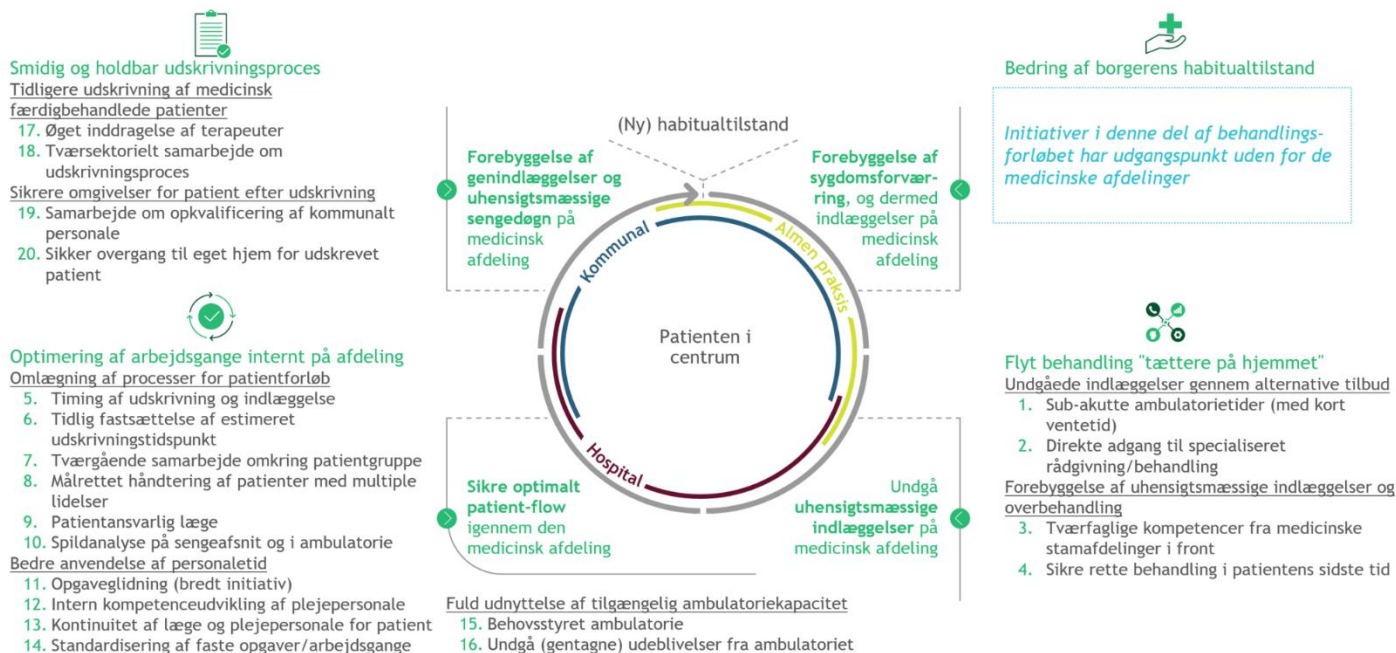 Smidig og holdbar udskrivningsproces
Tidligere udskrivning af medicinsk
færdigbehandlede patienter
17. Øget inddragelse af terapeuter
18. Tværsektorielt samarbejde om
udskrivningsproces
Sikrere omgivelser for patient efter udskrivning
19. Samarbejde om opkvalificering af kommunalt
personale
20. Sikker overgang til eget hjem for udskrevet
patient
Optimering af arbejdsgange internt på afdeling
Omlægning af processer for patientforløb
5. Timing af udskrivning og indlæggelse
6. Tidlig fastsættelse af estimeret
udskrivningstidspunkt
7. Tværgående samarbejde omkring patientgruppe
8. Målrettet håndtering af patienter med multiple
lidelser
9. Patientansvarlig læge
10. Spildanalyse på sengeafsnit og i ambulatorie
Bedre anvendelse af personaletid
11. Opgaveglidning (bredt initiativ)
12. Intern kompetenceudvikling af plejepersonale
13. Kontinuitet af læge og plejepersonale for patient
14. Standardisering af faste opgaver/arbejdsgange
(Ny) habitualtilstand
Forebyggelse af
genindlæggelser og
uhensigtsmæssige
sengedøgn på
medicinsk
afdeling
Forebyggelse af
sygdomsforvær-
ring, og dermed
indlæggelser på
medicinsk
afdeling
Kommunal
Almen praksis
Hospital
Patienten i
centrum
Sikre optimalt
patient-flow
igennem den
medicinsk afdeling
Undgå
uhensigtsmæssige
indlæggelser på
medicinsk afdeling
Fuld udnyttelse af tilgængelig ambulatoriekapacitet
15. Behovsstyret ambulatorie
16. Undgå (gentagne) udeblivelser fra ambulatoriet
Bedring af borgerens habitualtilstand
Initiativer i denne del af behandlings-
forløbet har udgangspunkt uden for de
medicinske afdelinger
Flyt behandling "tættere på hjemmet"
Undgåede indlæggelser gennem alternative tilbud
1. Sub-akutte ambulatorietider (med kort
ventetid)
2. Direkte adgang til specialiseret
rådgivning/behandling
Forebyggelse af uhensigtsmæssige indlæggelser og
overbehandling
3. Tværfaglige kompetencer fra medicinske
stamafdelinger i front
4. Sikre rette behandling i patientens sidste tid